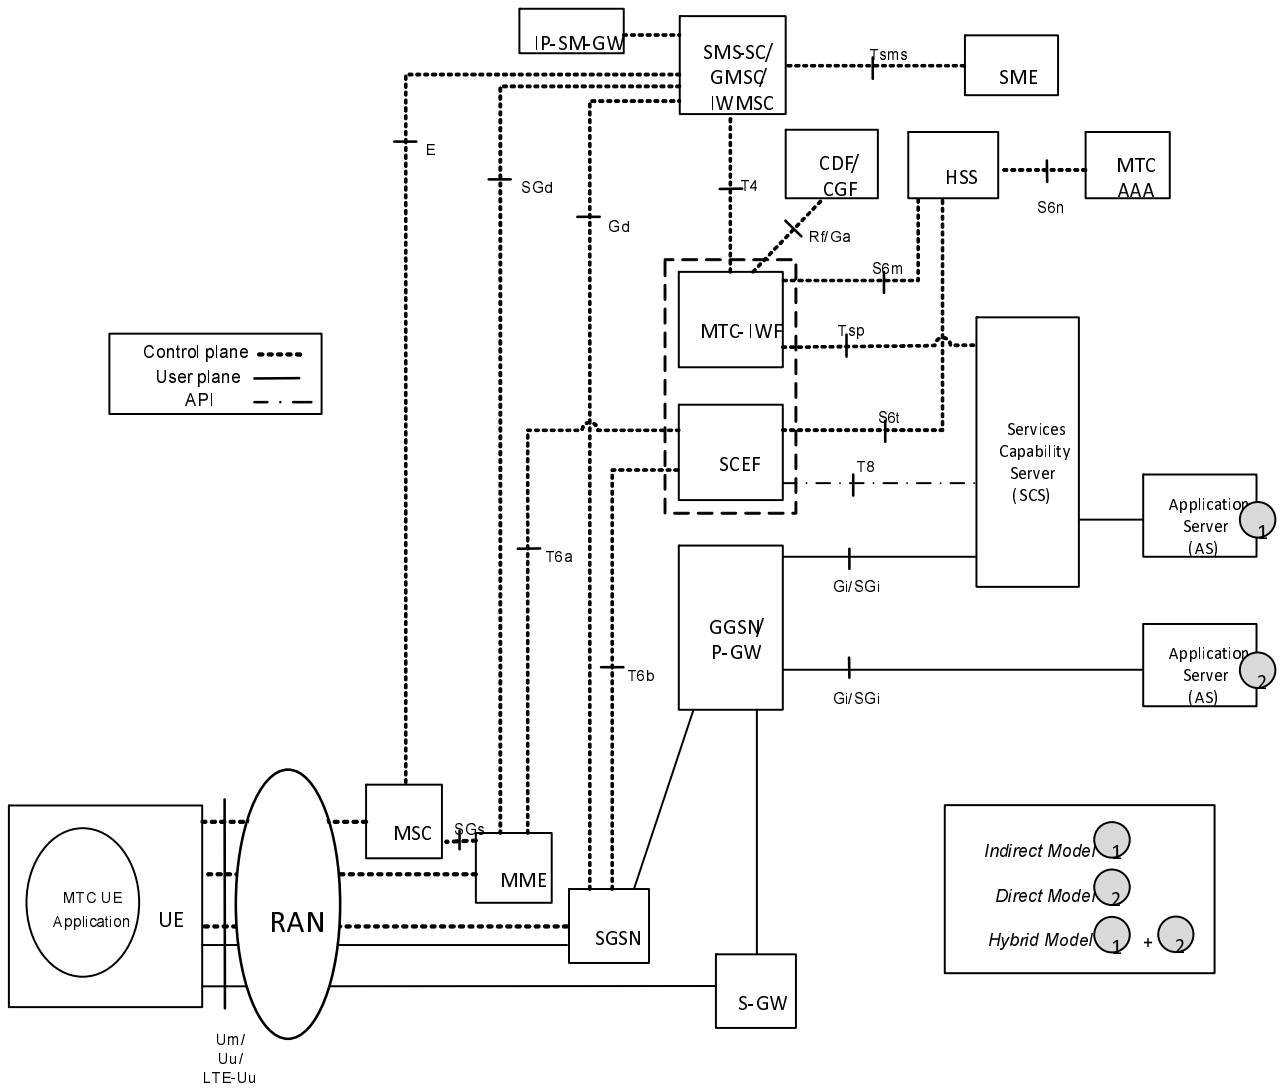 IP-SM-GW
SMS-SC/
GMSC/
IWMSC
Tsms
SME
E
SGd
Gd
T4
CDF/
CGF
Rf/Ga
HSS
S6n
MTC
AAA
S6m
MTC-IWF
Tsp
Control plane
User plane
API
S6t
SCEF
T8
Services
Capability
Server
(SCS)
Application
Server
(AS)
1
T6a
Gi/SGi
GGSN/
P-GW
T6b
Gi/SGi
Application
Server
(AS)
2
MSC
SGs
MME
SGSN
S-GW
MTC UE
Application
UE
RAN
Um/
Uu/
LTE-Uu
Indirect Model 1
Direct Model 2
Hybrid Model 1 + 2